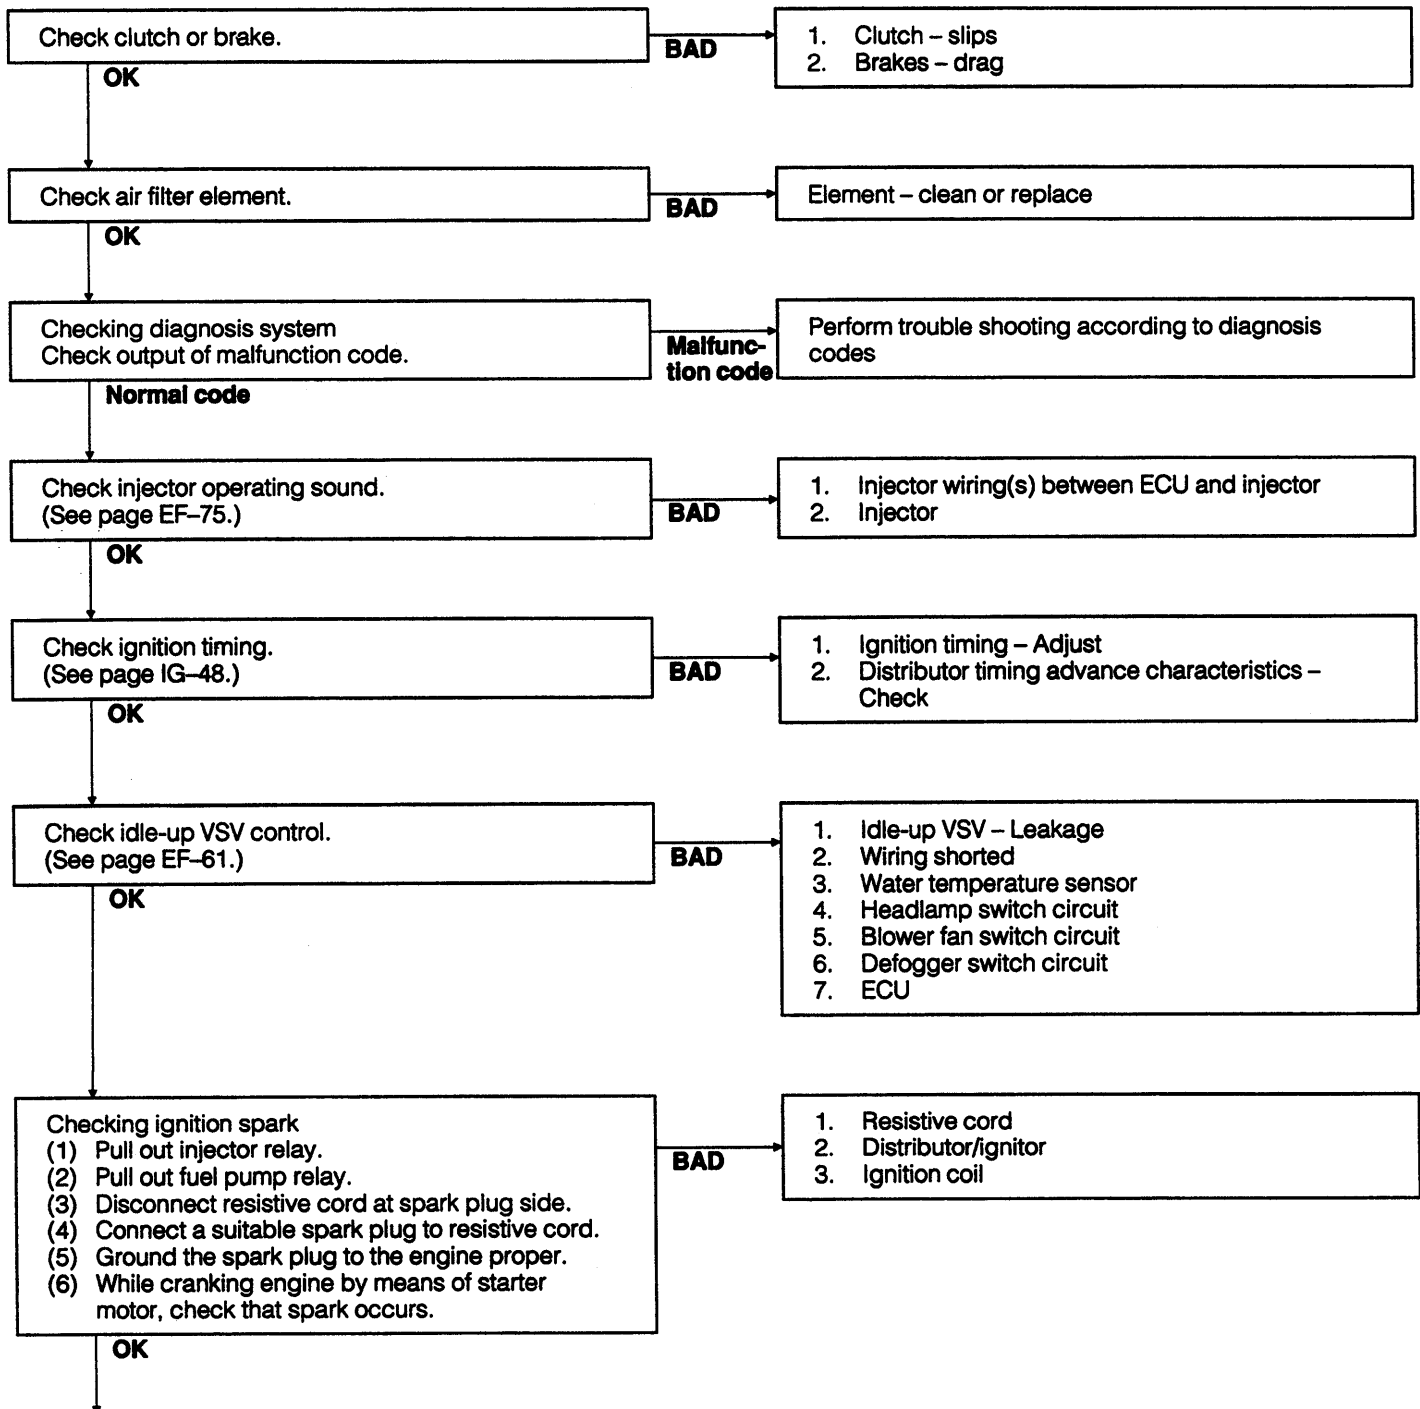 Check clutch or brake.
BAD
1. Clutch – slips
2. Brakes – drag
OK
Check air filter element.
BAD
Element – clean or replace
OK
Checking diagnosis system
Check output of malfunction code.
Malfunc-
tion code
Perform trouble shooting according to diagnosis
codes
Normal code
Check injector operating sound.
(See page EF–75.)
BAD
1. Injector wiring(s) between ECU and injector
2. Injector
OK
Check ignition timing.
(See page IG–48.)
BAD
1. Ignition timing – Adjust
2. Distributor timing advance characteristics –
Check
OK
Check idle-up VSV control.
(See page EF–61.)
BAD
1. Idle-up VSV – Leakage
2. Wiring shorted
3. Water temperature sensor
4. Headlamp switch circuit
5. Blower fan switch circuit
6. Defogger switch circuit
7. ECU
OK
Checking ignition spark
(1) Pull out injector relay.
(2) Pull out fuel pump relay.
(3) Disconnect resistive cord at spark plug side.
(4) Connect a suitable spark plug to resistive cord.
(5) Ground the spark plug to the engine proper.
(6) While cranking engine by means of starter
motor, check that spark occurs.
BAD
1. Resistive cord
2. Distributor/ignitor
3. Ignition coil
OK